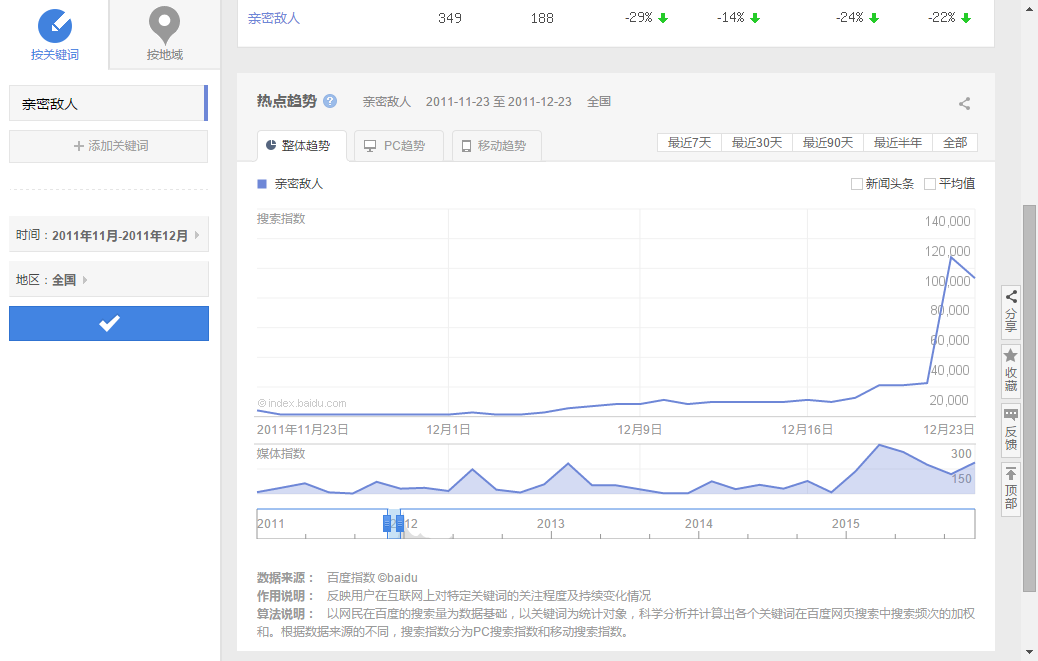 按关键词
按地域
亲密敌人
添加关键词
时间：2011年11月-2011年12月
地区：全国
亲密敌人 349 188 -29% -14% -24% -22%
热点趋势 ? 亲密敌人 2011-11-23 至 2011-12-23 全国
整体趋势 PC趋势 移动趋势 最近7天 最近30天 最近90天 最近半年 全部
亲密敌人 新闻头条 平均值
搜索指数
140,000
120,000
100,000
80,000
60,000
40,000
20,000
©index.baidu.com
2011年11月23日 12月1日 12月9日 12月16日 12月23日
媒体指数
300
150
2011 2012 2013 2014 2015
数据来源： 百度指数 ©baidu
作用说明： 反映用户在互联网上对特定关键词的关注程度及持续变化情况
算法说明： 以网民在百度的搜索量为数据基础，以关键词为统计对象，科学分析并计算出各个关键词在百度网页搜索中搜索频次的加权
和。根据数据来源的不同，搜索指数分为PC搜索指数和移动搜索指数。
分享
收藏
反馈
顶部